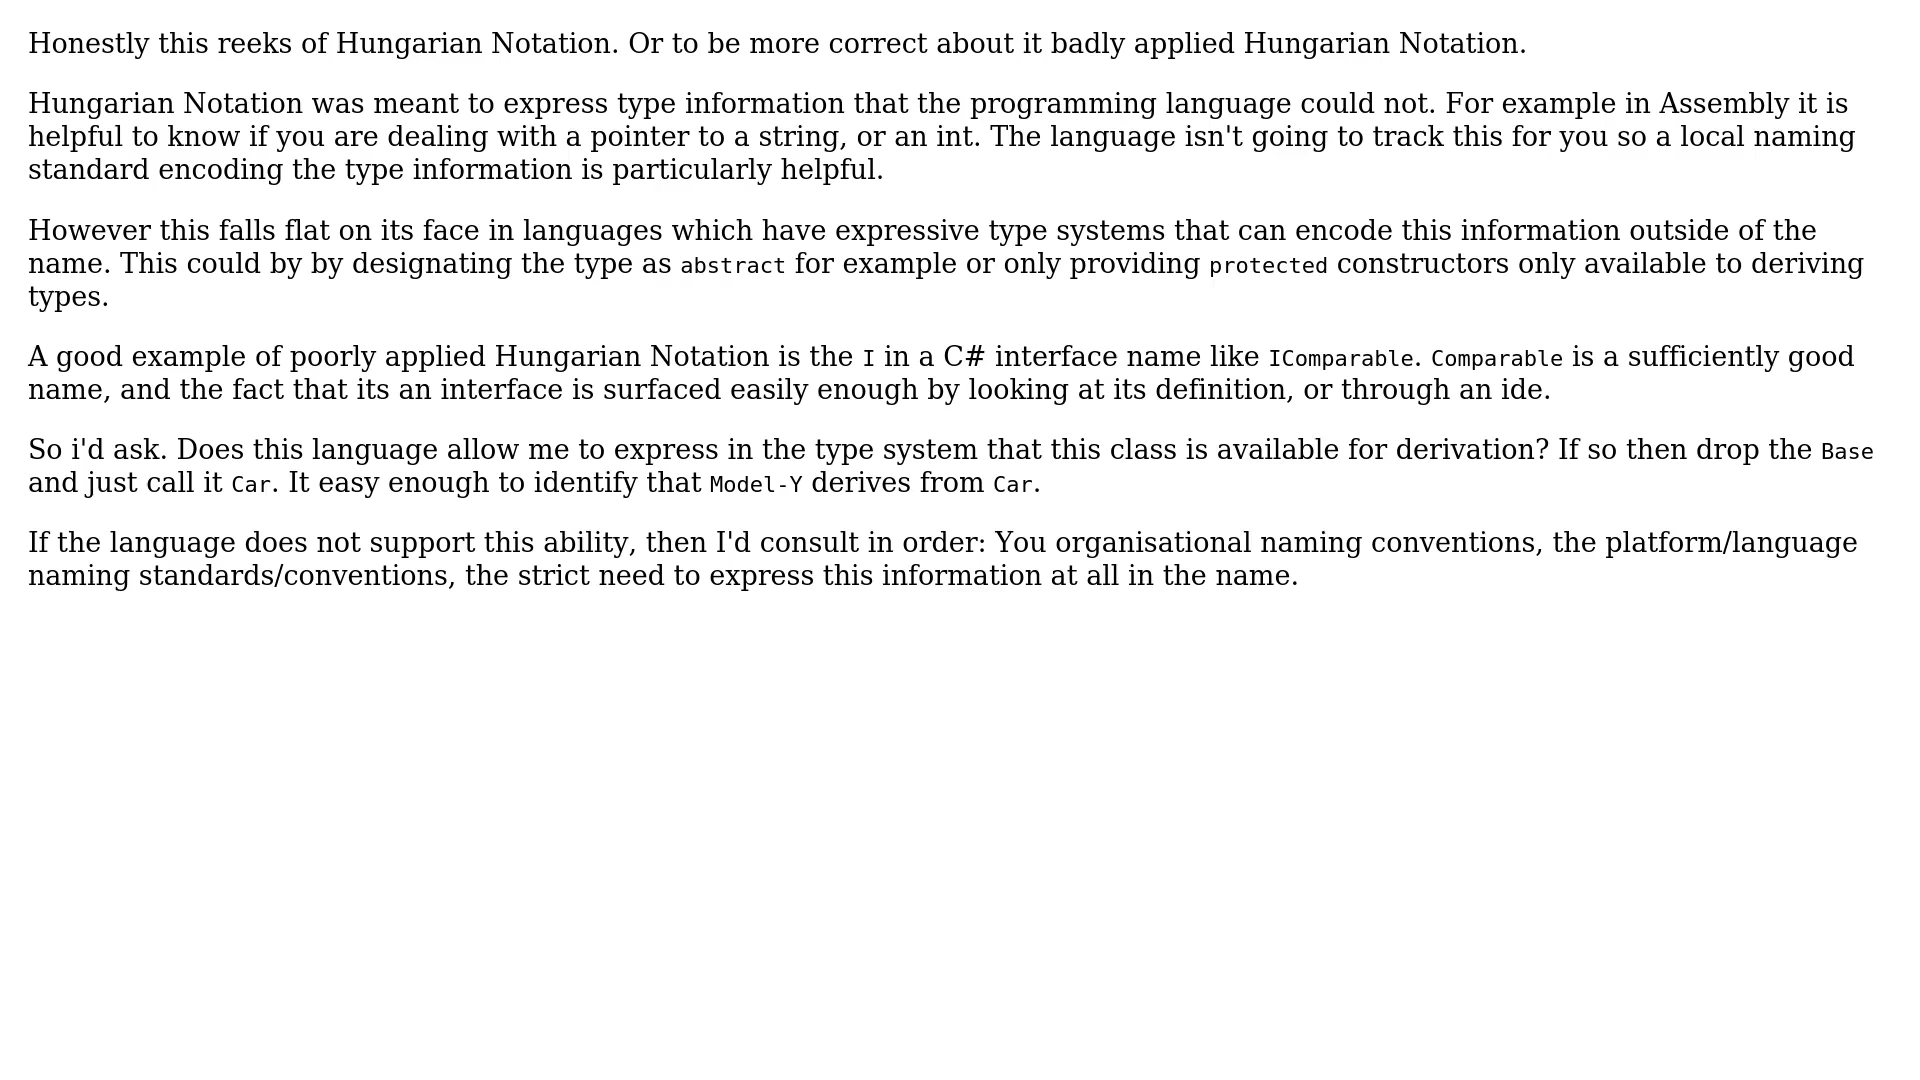 Honestly this reeks of Hungarian Notation. Or to be more correct about it badly applied Hungarian Notation.
Hungarian Notation was meant to express type information that the programming language could not. For example in Assembly it is
helpful to know if you are dealing with a pointer to a string, or an int. The language isn't going to track this for you so a local naming
standard encoding the type information is particularly helpful.
However this falls flat on its face in languages which have expressive type systems that can encode this information outside of the
name. This could by by designating the type as abstract for example or only providing protected constructors only available to deriving
types.
A good example of poorly applied Hungarian Notation is the I in a C# interface name like IComparable. Comparable is a sufficiently good
name, and the fact that its an interface is surfaced easily enough by looking at its definition, or through an ide.
So i'd ask. Does this language allow me to express in the type system that this class is available for derivation? If so then drop the Base
and just call it Car. It easy enough to identify that Model-Y derives from Car.
If the language does not support this ability, then I'd consult in order: You organisational naming conventions, the platform/language
naming standards/conventions, the strict need to express this information at all in the name.